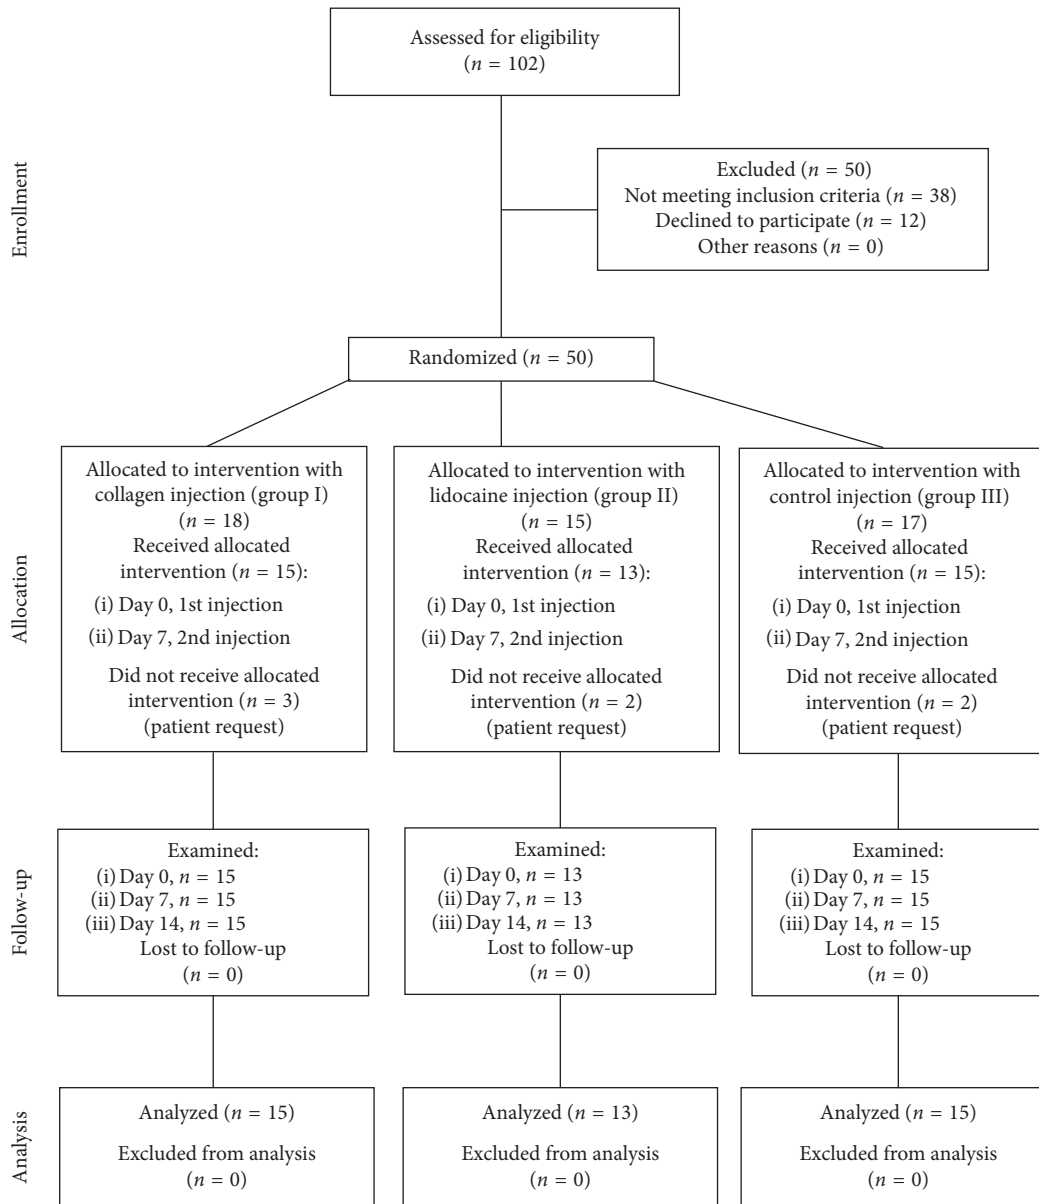 Assessed for eligibility
(n = 102)
Enrollment
Excluded (n = 50)
Not meeting inclusion criteria (n = 38)
Declined to participate (n = 12)
Other reasons (n = 0)
Randomized (n = 50)
Allocation
Allocated to intervention with
collagen injection (group I)
(n = 18)
Received allocated
intervention (n = 15):
(i) Day 0, 1st injection
(ii) Day 7, 2nd injection
Did not receive allocated
intervention (n = 3)
(patient request)
Allocated to intervention with
lidocaine injection (group II)
(n = 15)
Received allocated
intervention (n = 13):
(i) Day 0, 1st injection
(ii) Day 7, 2nd injection
Did not receive allocated
intervention (n = 2)
(patient request)
Allocated to intervention with
control injection (group III)
(n = 17)
Received allocated
intervention (n = 15):
(i) Day 0, 1st injection
(ii) Day 7, 2nd injection
Did not receive allocated
intervention (n = 2)
(patient request)
Follow-up
Examined:
(i) Day 0, n = 15
(ii) Day 7, n = 15
(iii) Day 14, n = 15
Lost to follow-up
(n = 0)
Examined:
(i) Day 0, n = 13
(ii) Day 7, n = 13
(iii) Day 14, n = 13
Lost to follow-up
(n = 0)
Examined:
(i) Day 0, n = 15
(ii) Day 7, n = 15
(iii) Day 14, n = 15
Lost to follow-up
(n = 0)
Analysis
Analyzed (n = 15)
Excluded from analysis
(n = 0)
Analyzed (n = 13)
Excluded from analysis
(n = 0)
Analyzed (n = 15)
Excluded from analysis
(n = 0)